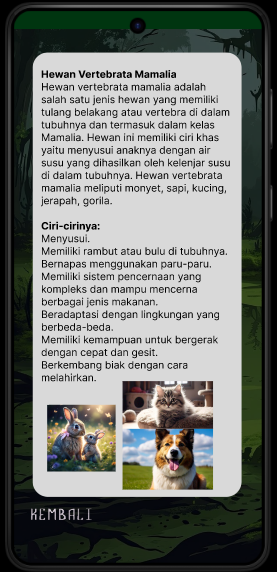 Hewan Vertebrata Mamalia
Hewan vertebrata mamalia adalah
salah satu jenis hewan yang memiliki
tulang belakang atau vertebra di dalam
tubuhnya dan termasuk dalam kelas
Mamalia. Hewan ini memiliki ciri khas
yaitu menyusui anaknya dengan air
susu yang dihasilkan oleh kelenjar susu
di dalam tubuhnya. Hewan vertebrata
mamalia meliputi monyet, sapi, kucing,
jerapah, gorila.
Ciri-cirinya:
Menyusui.
Memiliki rambut atau bulu di tubuhnya.
Bernapas menggunakan paru-paru.
Memiliki sistem pencernaan yang
kompleks dan mampu mencerna
berbagai jenis makanan.
Beradaptasi dengan lingkungan yang
berbeda-beda.
Memiliki kemampuan untuk bergerak
dengan cepat dan gesit.
Berkembang biak dengan cara
melahirkan.
KEMBALI